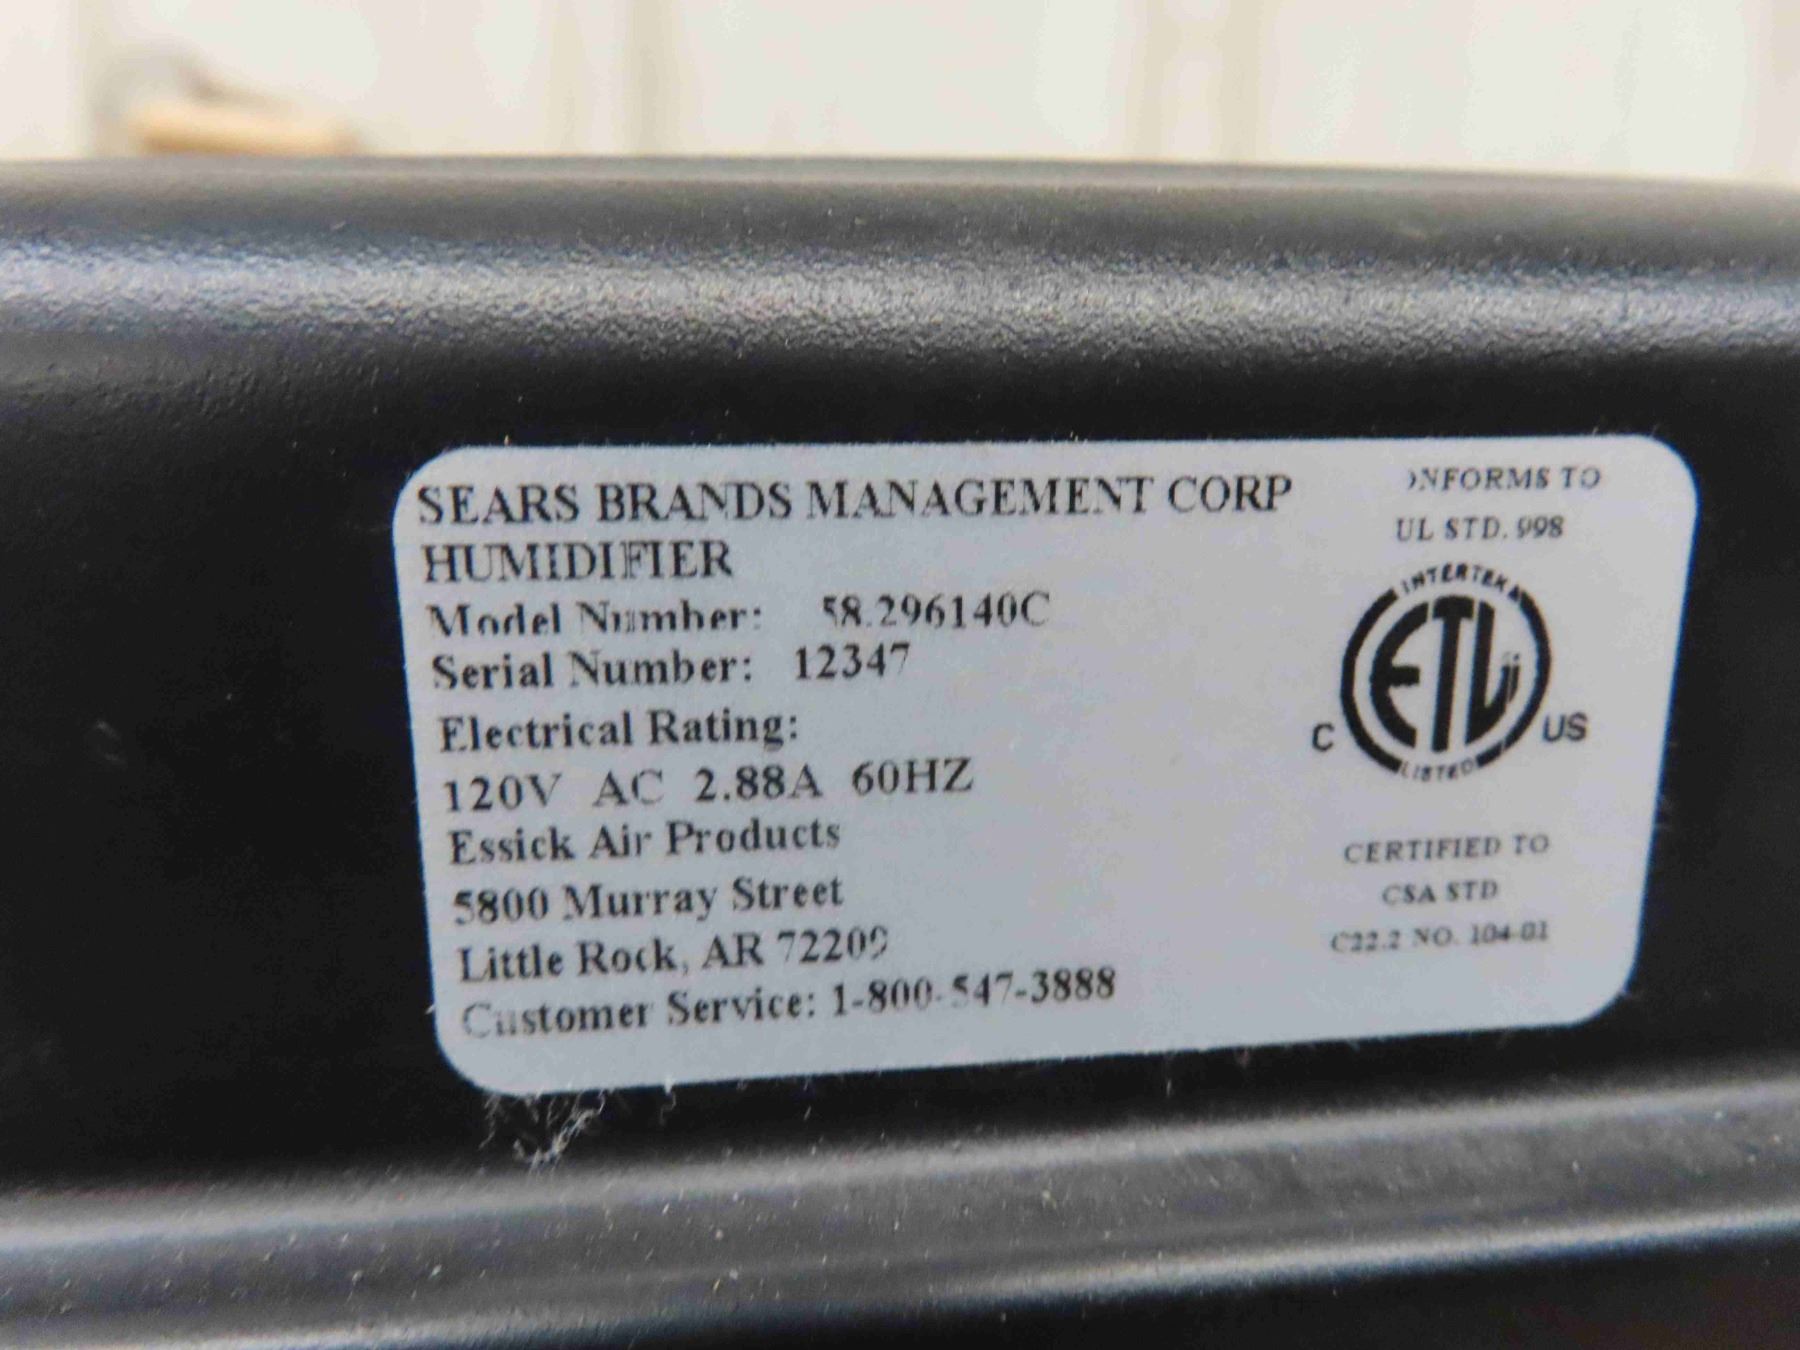 SEARS BRANDS MANAGEMENT CORP
HUMIDIFIER
Model Number: 58.296140C
Serial Number: 12347
Electrical Rating:
120V AC 2.88A 60HZ
Essick Air Products
5800 Murray Street
Little Rock, AR 72209
Customer Service: 1-800-547-3888
ONFORMS TO
UL STD. 998
INTERTEK
ETL
C US
LISTED
CERTIFIED TO
CSA STD
C22.2 NO. 104-01